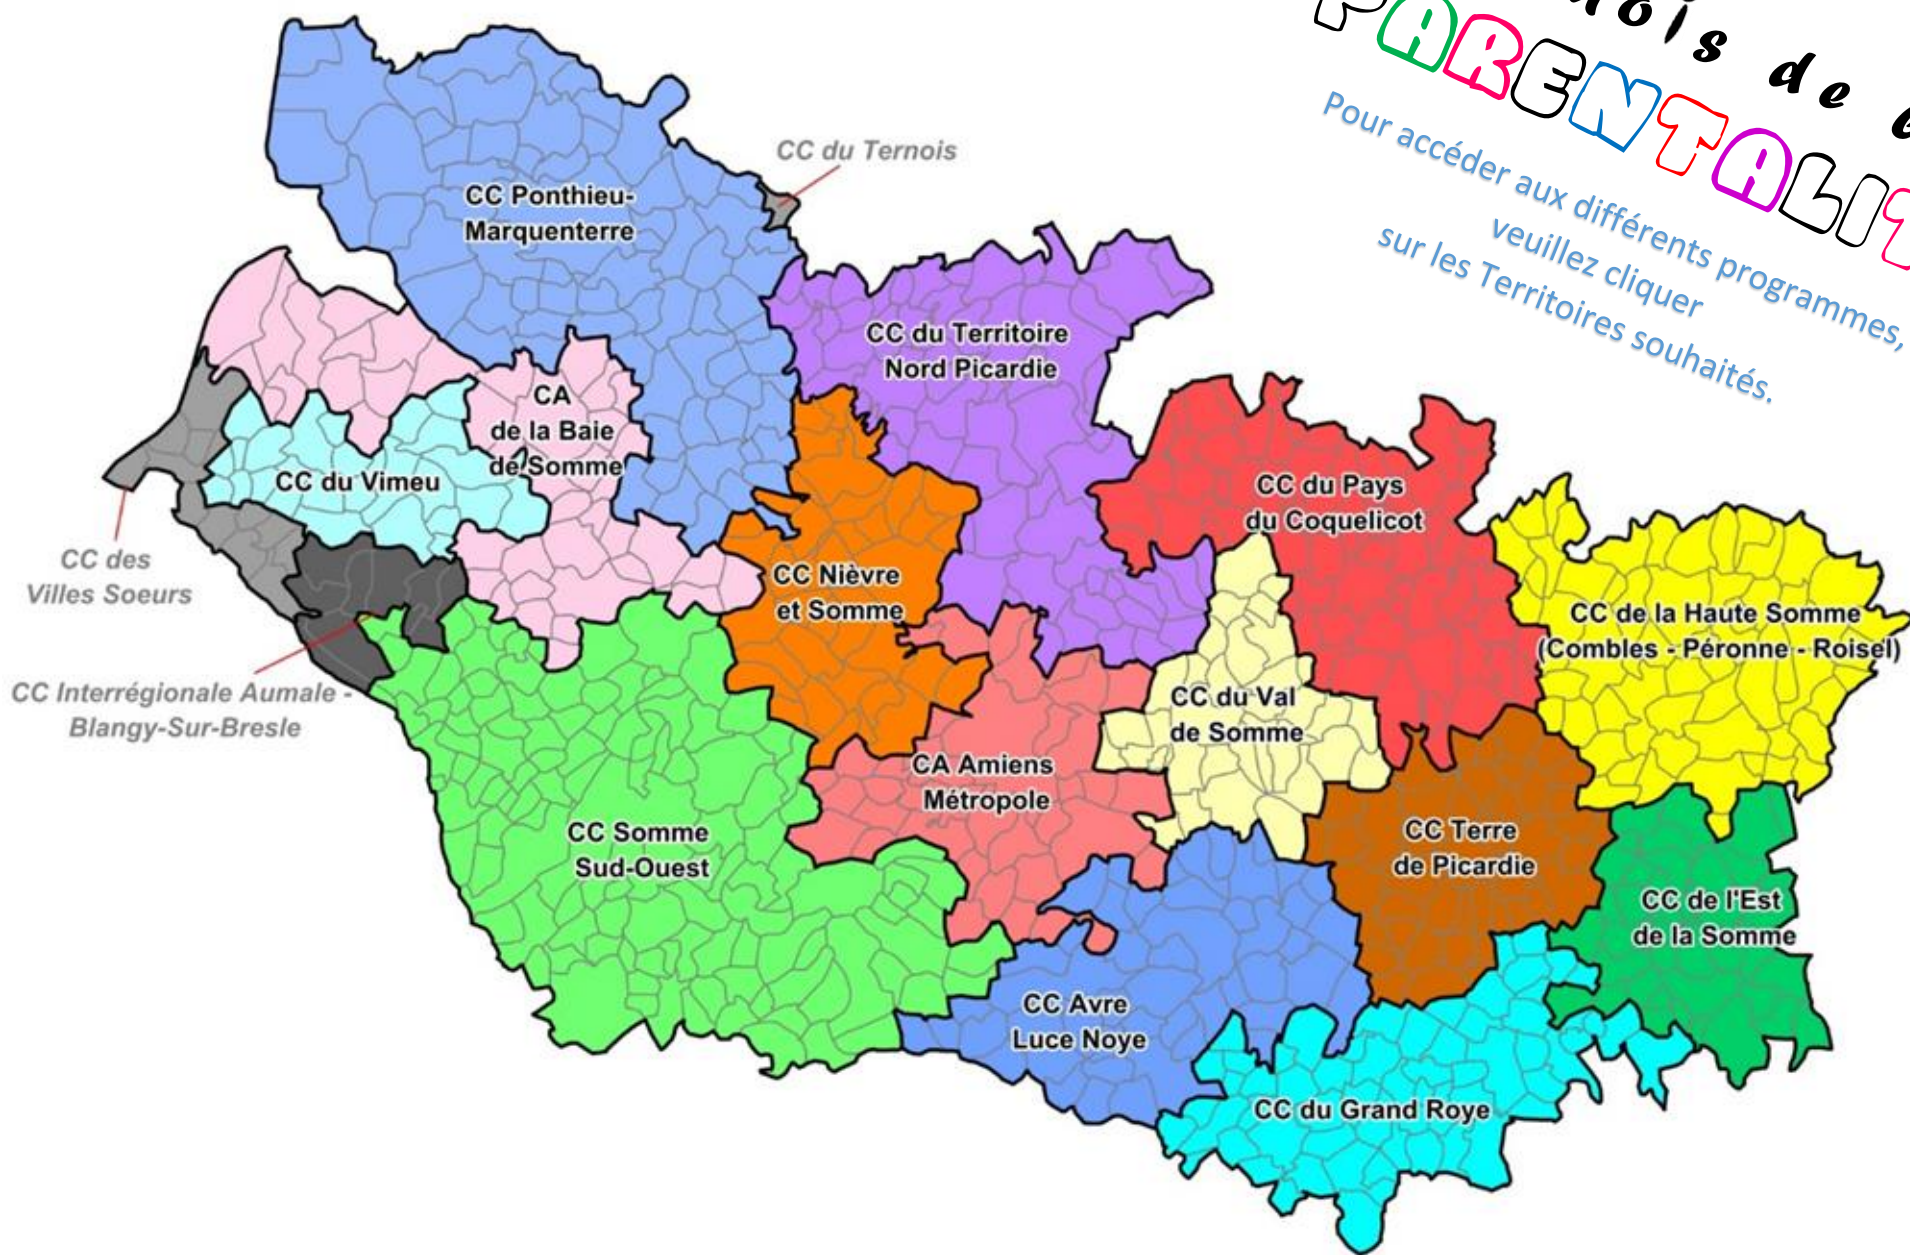 de
PARENTALIT
Pour accéder aux différents programmes,
veuillez cliquer
sur les Territoires souhaités.
CC du Ternois
CC Ponthieu-
Marquenterre
CC du Territoire
Nord Picardie
CA
de la Baie
de Somme
CC du Vimeu
CC du Pays
du Coquelicot
CC des
Villes Soeurs
CC Nièvre
et Somme
CC de la Haute Somme
(Combles - Péronne - Roisel)
CC Interrégionale Aumale -
Blangy-Sur-Bresle
CC du Val
de Somme
CA Amiens
Métropole
CC Somme
Sud-Ouest
CC Terre
de Picardie
CC de l'Est
de la Somme
CC Avre
Luce Noye
CC du Grand Roye